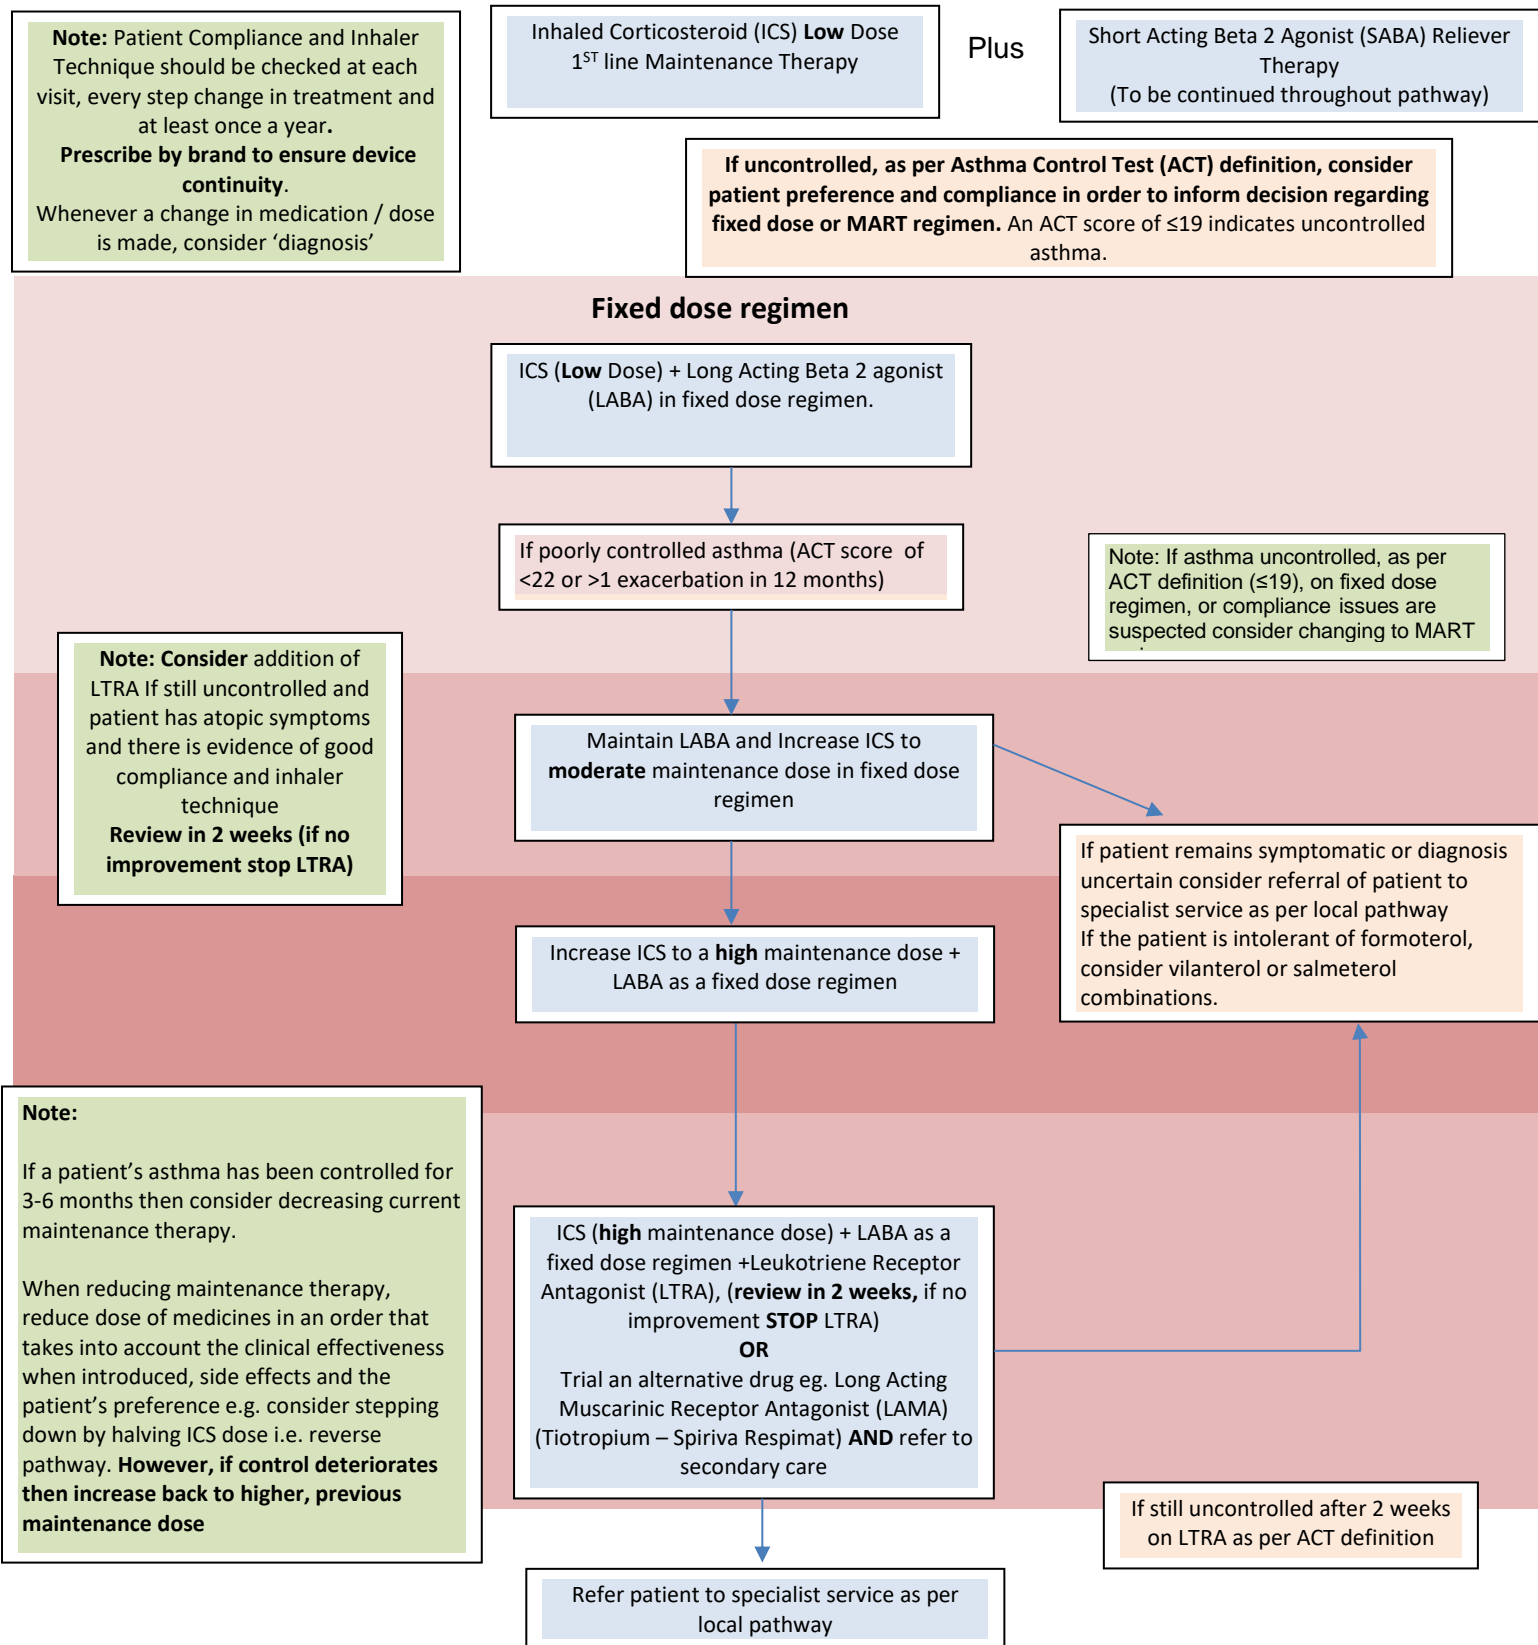 Note: Patient Compliance and Inhaler
Technique should be checked at each
visit, every step change in treatment and
at least once a year.
Prescribe by brand to ensure device
continuity.
Whenever a change in medication / dose
is made, consider ‘diagnosis’
Inhaled Corticosteroid (ICS) Low Dose
1ST line Maintenance Therapy
Plus
Short Acting Beta 2 Agonist (SABA) Reliever
Therapy
(To be continued throughout pathway)
If uncontrolled, as per Asthma Control Test (ACT) definition, consider
patient preference and compliance in order to inform decision regarding
fixed dose or MART regimen. An ACT score of ≤19 indicates uncontrolled
asthma.
Fixed dose regimen
ICS (Low Dose) + Long Acting Beta 2 agonist
(LABA) in fixed dose regimen.
If poorly controlled asthma (ACT score of
<22 or >1 exacerbation in 12 months)
Note: If asthma uncontrolled, as per
ACT definition (≤19), on fixed dose
regimen, or compliance issues are
suspected consider changing to MART
Note: Consider addition of
LTRA If still uncontrolled and
patient has atopic symptoms
and there is evidence of good
compliance and inhaler
technique
Review in 2 weeks (if no
improvement stop LTRA)
Maintain LABA and Increase ICS to
moderate maintenance dose in fixed dose
regimen
If patient remains symptomatic or diagnosis
uncertain consider referral of patient to
specialist service as per local pathway
If the patient is intolerant of formoterol,
consider vilanterol or salmeterol
combinations.
Increase ICS to a high maintenance dose +
LABA as a fixed dose regimen
Note:
If a patient’s asthma has been controlled for
3-6 months then consider decreasing current
maintenance therapy.
When reducing maintenance therapy,
reduce dose of medicines in an order that
takes into account the clinical effectiveness
when introduced, side effects and the
patient’s preference e.g. consider stepping
down by halving ICS dose i.e. reverse
pathway. However, if control deteriorates
then increase back to higher, previous
maintenance dose
ICS (high maintenance dose) + LABA as a
fixed dose regimen +Leukotriene Receptor
Antagonist (LTRA), (review in 2 weeks, if no
improvement STOP LTRA)
OR
Trial an alternative drug eg. Long Acting
Muscarinic Receptor Antagonist (LAMA)
(Tiotropium – Spiriva Respimat) AND refer to
secondary care
If still uncontrolled after 2 weeks
on LTRA as per ACT definition
Refer patient to specialist service as per
local pathway